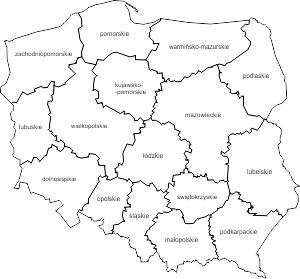 pomorskie
warmińsko-mazurskie
zachodniopomorskie
podlaskie
kujawsko-
-pomorskie
mazowieckie
lubuskie
wielkopolskie
łódzkie
lubelskie
dolnośląskie
opolskie
świętokrzyskie
śląskie
podkarpackie
małopolskie